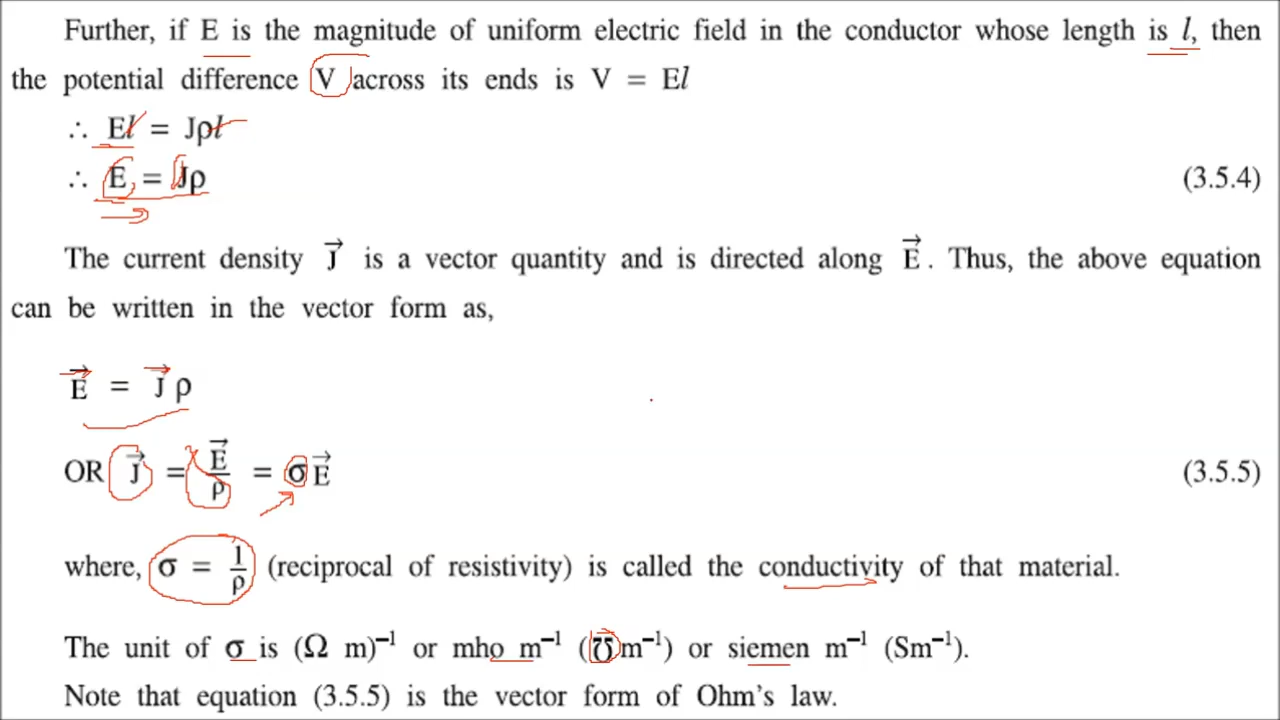 Further, if E is the magnitude of uniform electric field in the conductor whose length is l, then
the potential difference V across its ends is V = El
∴ El = Jρl
∴ E = Jρ (3.5.4)
The current density J⃗ is a vector quantity and is directed along E⃗. Thus, the above equation
can be written in the vector form as,
E⃗ = J⃗ρ
OR J⃗ = E⃗/ρ = σE⃗ (3.5.5)
where, σ = 1/ρ (reciprocal of resistivity) is called the conductivity of that material.
The unit of σ is (Ω m)⁻¹ or mho m⁻¹ (℧m⁻¹) or siemen m⁻¹ (Sm⁻¹).
Note that equation (3.5.5) is the vector form of Ohm's law.